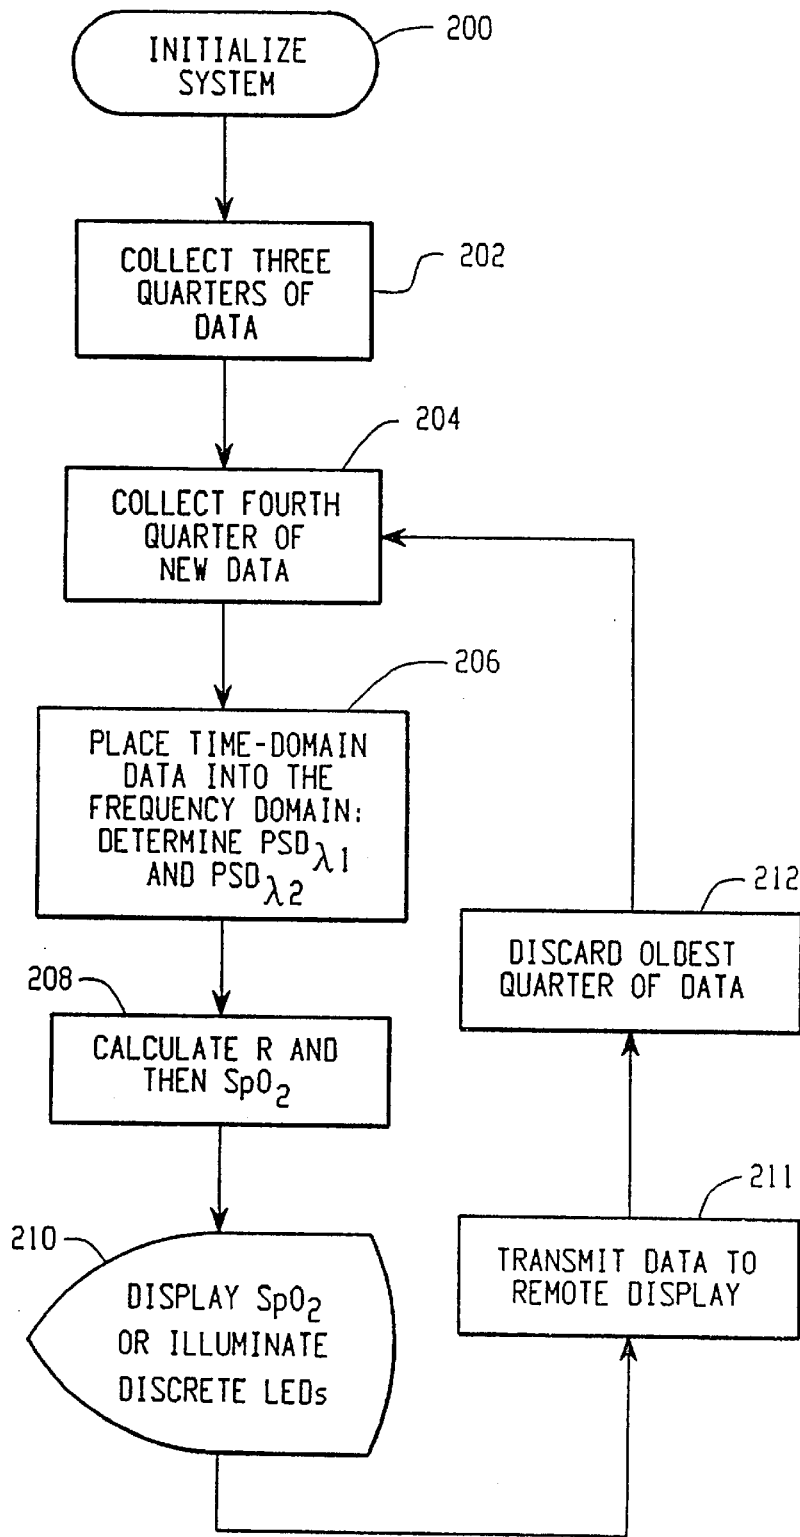 200
INITIALIZE
SYSTEM
202
COLLECT THREE
QUARTERS OF
DATA
204
COLLECT FOURTH
QUARTER OF
NEW DATA
206
PLACE TIME-DOMAIN
DATA INTO THE
FREQUENCY DOMAIN:
DETERMINE PSDλ1
AND PSDλ2
208
CALCULATE R AND
THEN SpO2
210
DISPLAY SpO2
OR ILLUMINATE
DISCRETE LEDs
211
TRANSMIT DATA TO
REMOTE DISPLAY
212
DISCARD OLDEST
QUARTER OF DATA